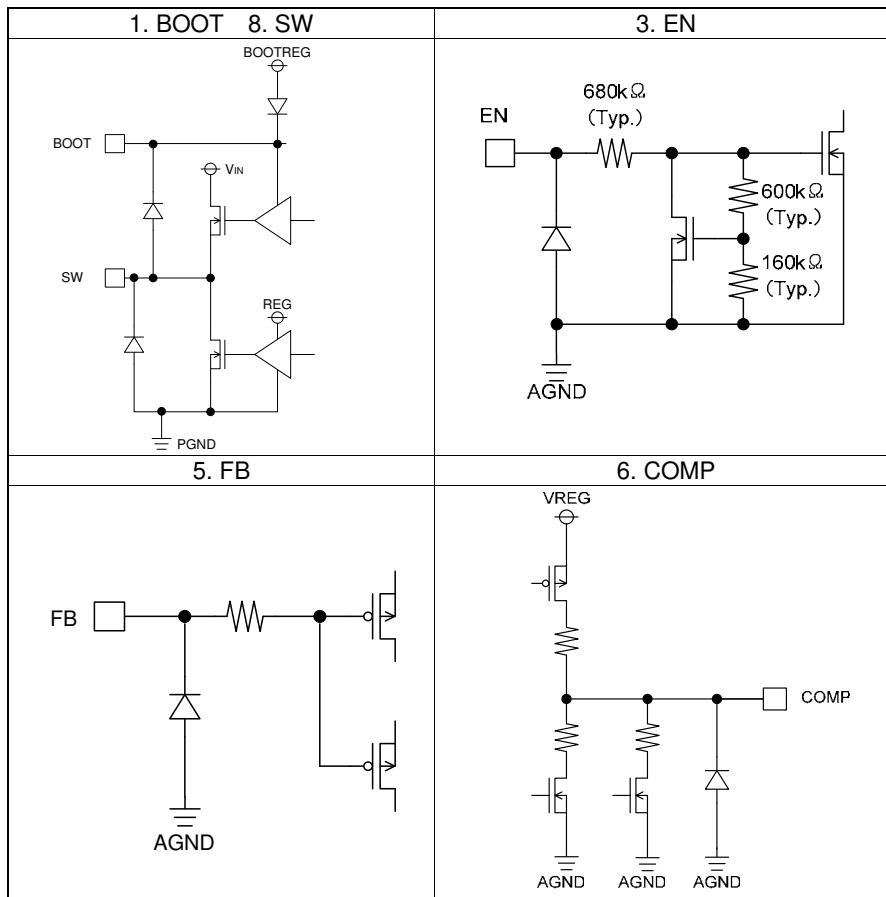 1. BOOT 8. SW
BOOTREG
BOOT
VIN
SW
REG
PGND
3. EN
680kΩ
(Typ.)
EN
600kΩ
(Typ.)
160kΩ
(Typ.)
AGND
5. FB
FB
AGND
6. COMP
VREG
COMP
AGND AGND AGND